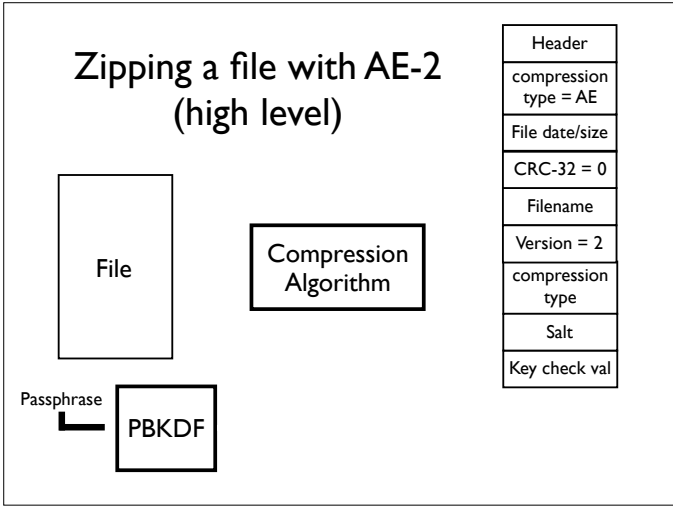 Zipping a file with AE-2
(high level)
File
Compression
Algorithm
Passphrase
PBKDF
Header
compression
type = AE
File date/size
CRC-32 = 0
Filename
Version = 2
compression
type
Salt
Key check val